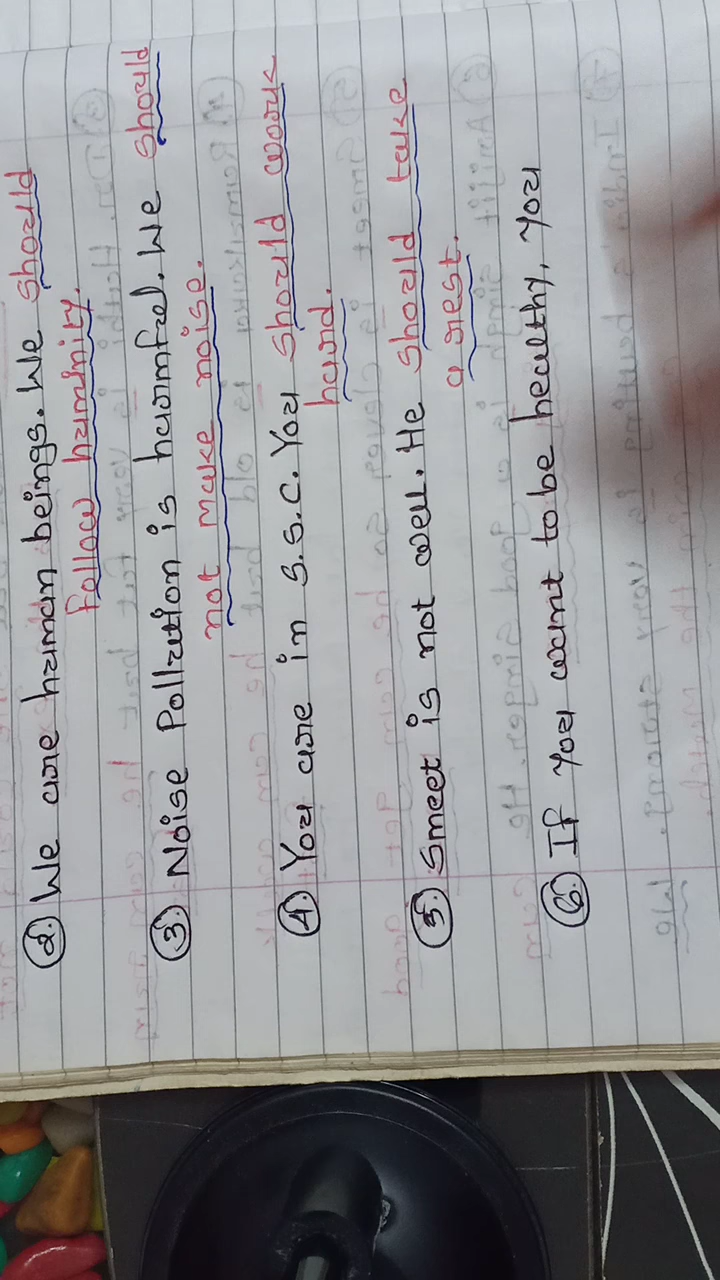 ② We are human beings. We should
follow huminity.
③ Noise Pollution is harmful. We should
not make noise.
④ You are in S.S.C. You should work
hard.
⑤ Smeet is not well. He should take
a rest.
⑥ If you want to be healthy, you